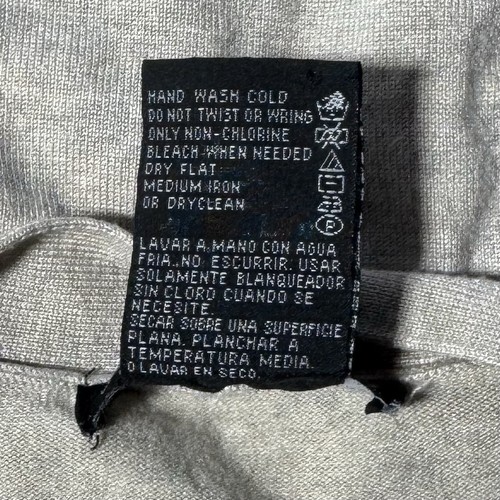 HAND WASH COLD
DO NOT TWIST OR WRING
ONLY NON-CHLORINE
BLEACH WHEN NEEDED
DRY FLAT
MEDIUM IRON
OR DRYCLEAN
P
LAVAR A MANO CON AGUA
FRIA. NO ESCURRIR. USAR
SOLAMENTE BLANQUEADOR
SIN CLORO CUANDO SE
NECESITE.
SECAR SOBRE UNA SUPERFICIE
PLANA. PLANCHAR A
TEMPERATURA MEDIA.
O LAVAR EN SECO.